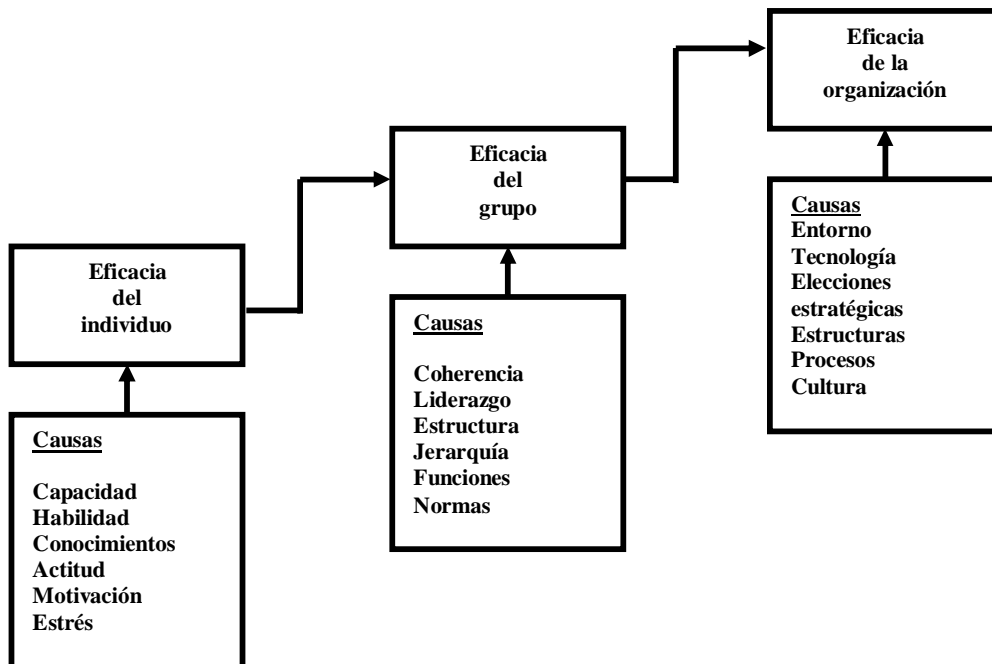 Eficacia
del
individuo
Causas
Capacidad
Habilidad
Conocimientos
Actitud
Motivación
Estrés
Eficacia
del
grupo
Causas
Coherencia
Liderazgo
Estructura
Jerarquía
Funciones
Normas
Eficacia
de la
organización
Causas
Entorno
Tecnología
Elecciones
estratégicas
Estructuras
Procesos
Cultura